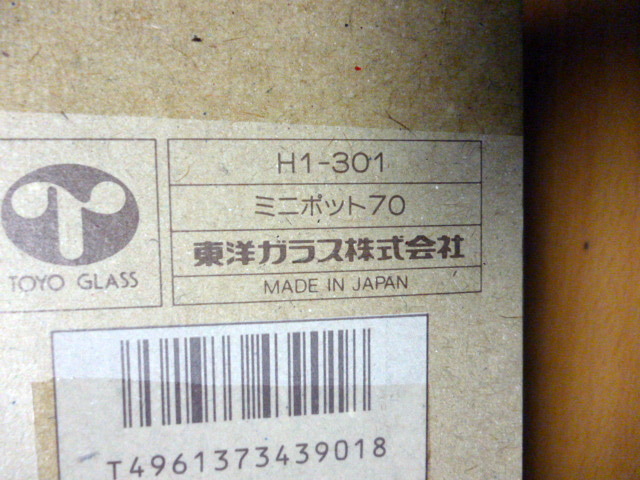 H1-301
ミニポット70
東洋ガラス株式会社
MADE IN JAPAN
TOYO GLASS
T4961373439018